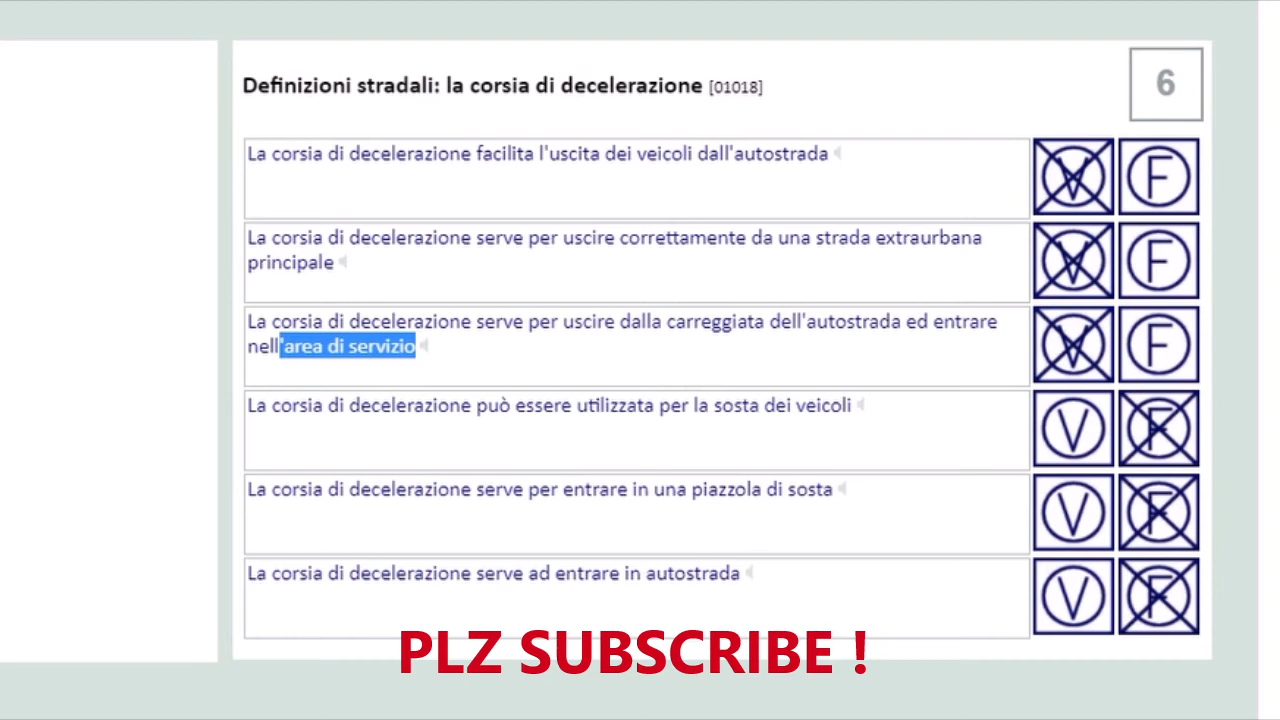 Definizioni stradali: la corsia di decelerazione [01018]
6
La corsia di decelerazione facilita l'uscita dei veicoli dall'autostrada
V F
La corsia di decelerazione serve per uscire correttamente da una strada extraurbana
principale
V F
La corsia di decelerazione serve per uscire dalla carreggiata dell'autostrada ed entrare
nell'area di servizio
V F
La corsia di decelerazione può essere utilizzata per la sosta dei veicoli
V F
La corsia di decelerazione serve per entrare in una piazzola di sosta
V F
La corsia di decelerazione serve ad entrare in autostrada
V F
PLZ SUBSCRIBE !